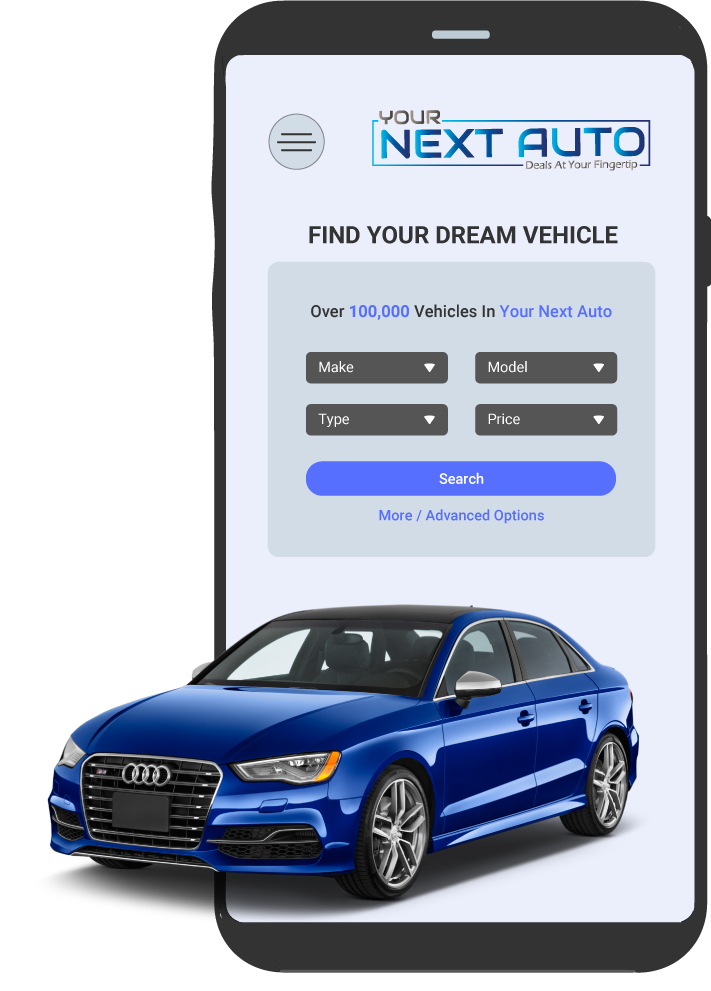 YOUR
NEXT AUTO
Deals At Your Fingertip
FIND YOUR DREAM VEHICLE
Over 100,000 Vehicles In Your Next Auto
Make Model
Type Price
Search
More / Advanced Options